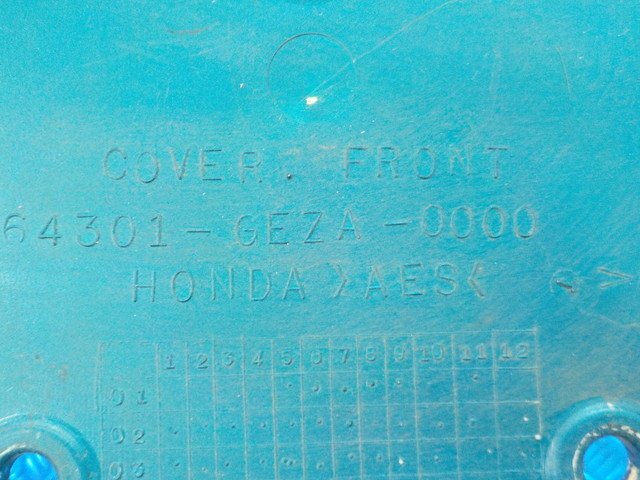 COVER, FRONT
64301-GEZA-0000
HONDA >AES<
1 2 3 4 5 6 7 8 9 10 11 12
01
02
03